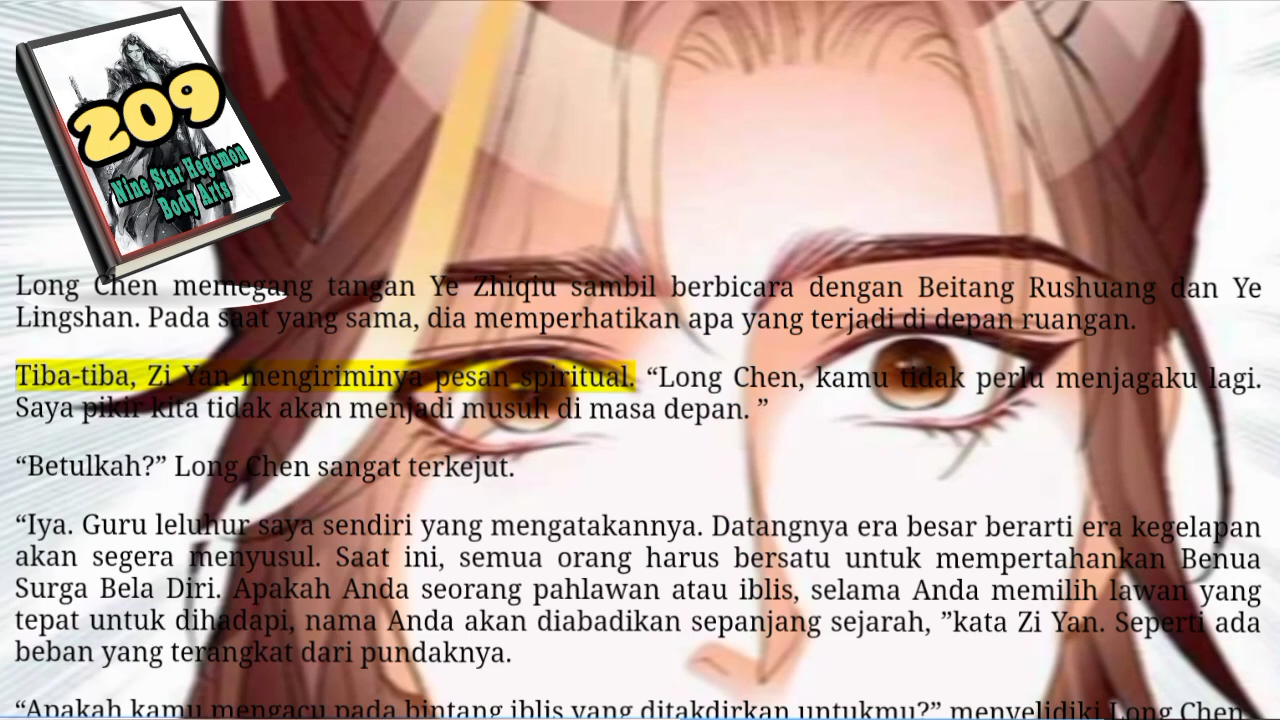 209
Nine Star Hegemon
Body Arts
Long Chen memegang tangan Ye Zhiqiu sambil berbicara dengan Beitang Rushuang dan Ye
Lingshan. Pada saat yang sama, dia memperhatikan apa yang terjadi di depan ruangan.
Tiba-tiba, Zi Yan mengiriminya pesan spiritual. “Long Chen, kamu tidak perlu menjagaku lagi.
Saya pikir kita tidak akan menjadi musuh di masa depan. ”
“Betulkah?” Long Chen sangat terkejut.
“Iya. Guru leluhur saya sendiri yang mengatakannya. Datangnya era besar berarti era kegelapan
akan segera menyusul. Saat ini, semua orang harus bersatu untuk mempertahankan Benua
Surga Bela Diri. Apakah Anda seorang pahlawan atau iblis, selama Anda memilih lawan yang
tepat untuk dihadapi, nama Anda akan diabadikan sepanjang sejarah, ”kata Zi Yan. Seperti ada
beban yang terangkat dari pundaknya.
“Apakah kamu mengacu pada bintang iblis yang ditakdirkan untukmu?” menyelidiki Long Chen.